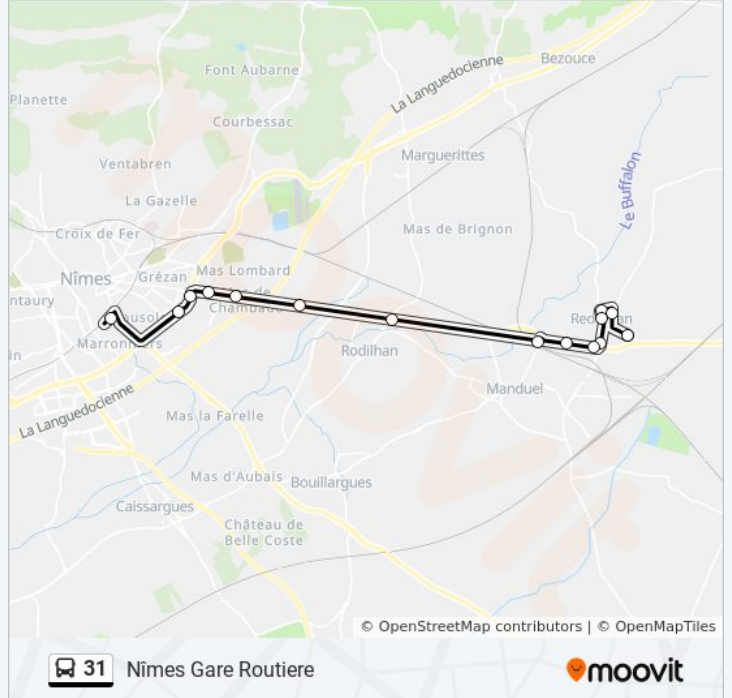 Bezouce
La Languedocienne
Font Aubarne
Planette
Courbessac
Marguerittes
Ventabren
Le Buffalon
La Gazelle
Mas de Brignon
Croix de Fer
Nîmes
Grézan
Mas Lombard
ntaury
Chambaud
Marronniers
in
Rodilhan
Manduel
La Languedocienne
Mas la Farelle
Mas d'Aubais
Bouillargues
Caissargues
Château de
Belle Coste
© OpenStreetMap contributors | © OpenMapTiles
31
Nîmes Gare Routiere
moovit